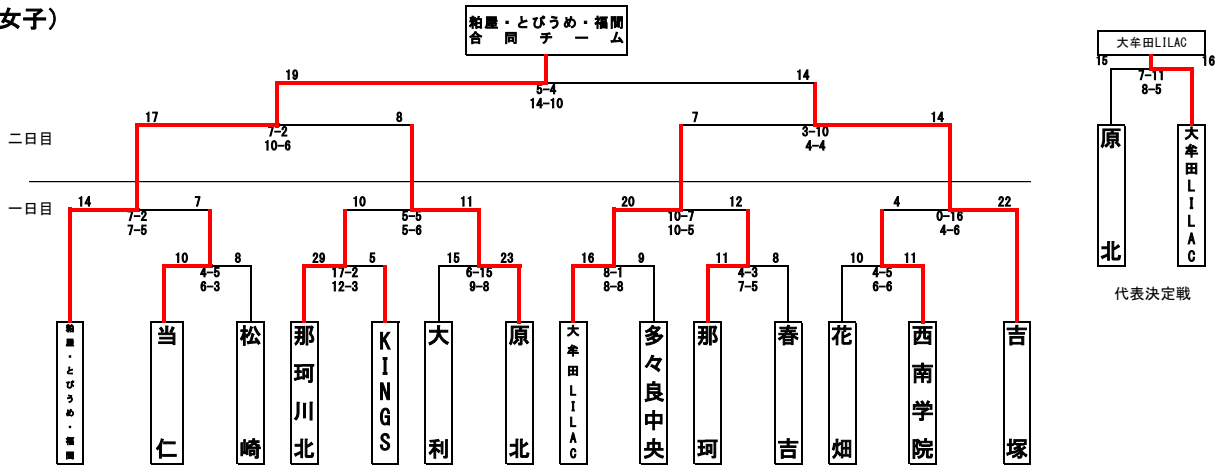 女子）
粕屋・とびうめ・福間
合同チーム
大牟田LILAC
15
16
7-11
8-5
原北
大牟田LILAC
代表決定戦
19
14
5-4
14-10
二日目
17
8
7
14
7-2
10-6
3-10
4-4
一日目
14
7
10
11
20
12
4
22
7-2
7-5
5-5
5-6
10-7
10-5
0-16
4-6
10
8
29
5
15
23
16
9
11
8
10
11
4-5
6-3
17-2
12-3
6-15
9-8
8-1
8-8
4-3
7-5
4-5
6-6
粕屋・とびうめ・福間
当仁
松崎
那珂川北
KINGS
大利
原北
大牟田LILAC
多々良中央
那珂
春吉
花畑
西南学院
吉塚